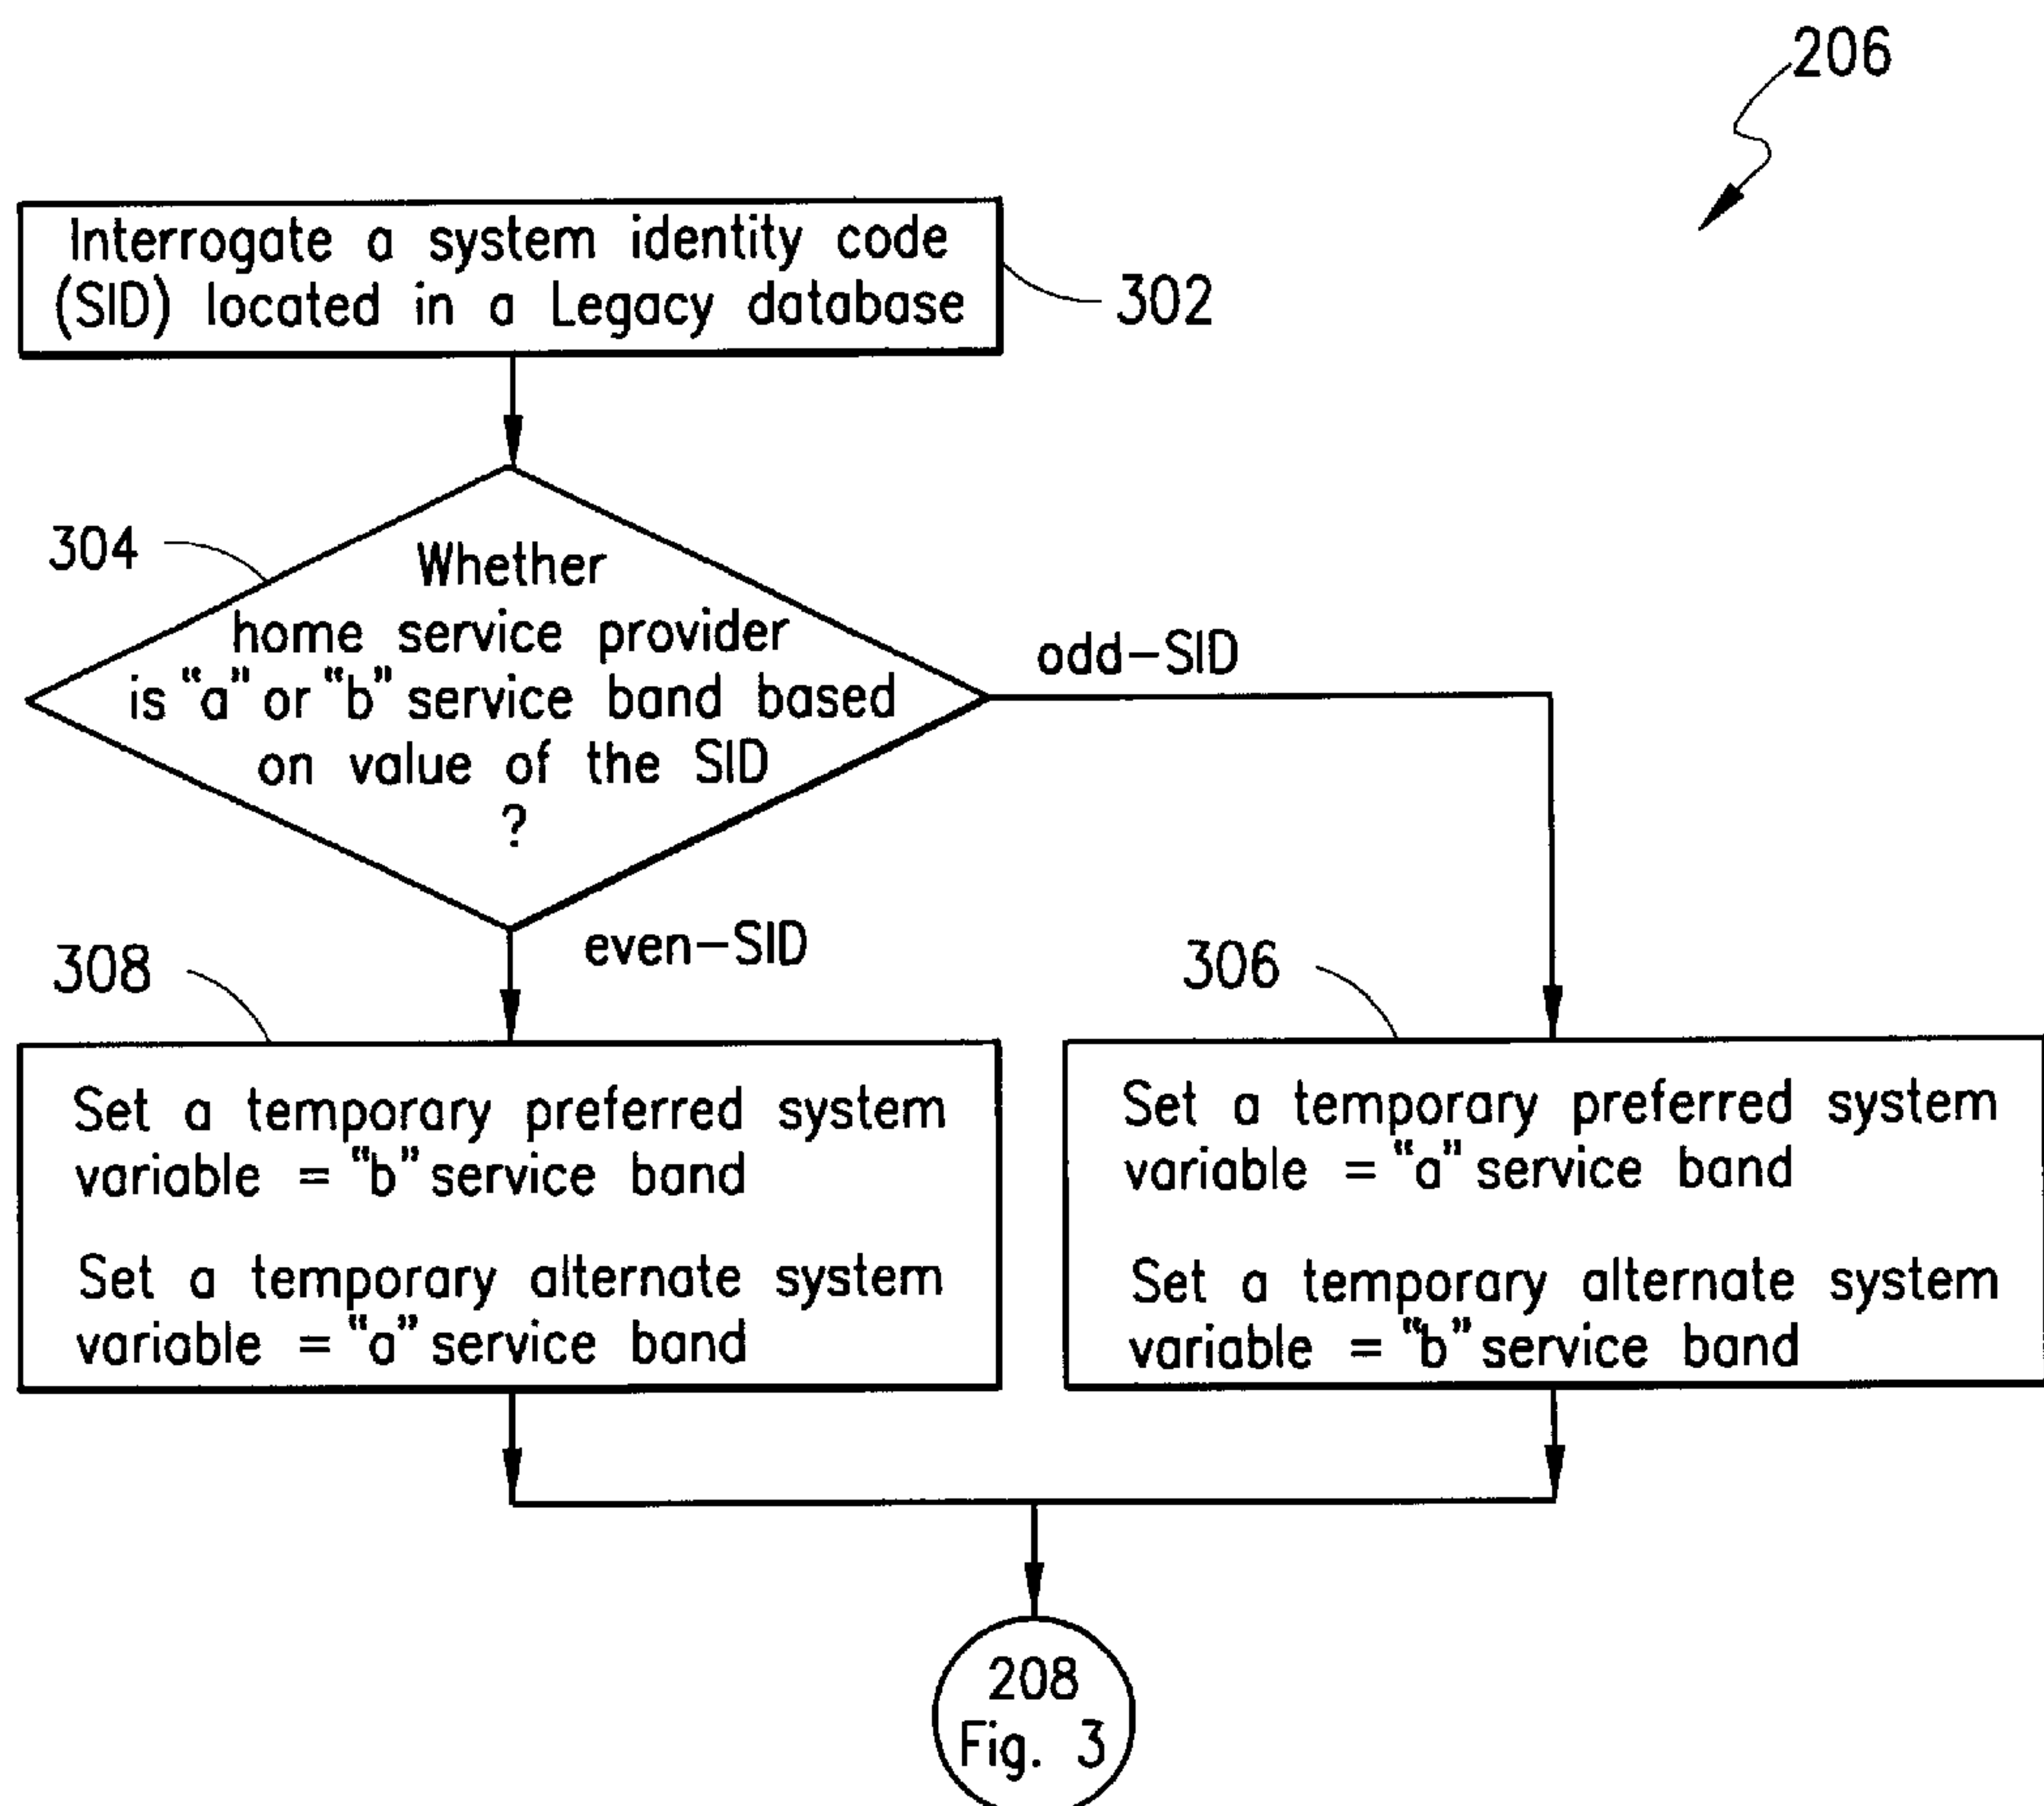 206
Interrogate a system identity code
(SID) located in a Legacy database
302
304
Whether
home service provider
is "a" or "b" service band based
on value of the SID
?
odd-SID
even-SID
308
306
Set a temporary preferred system
variable = "b" service band
Set a temporary alternate system
variable = "a" service band
Set a temporary preferred system
variable = "a" service band
Set a temporary alternate system
variable = "b" service band
208
Fig. 3